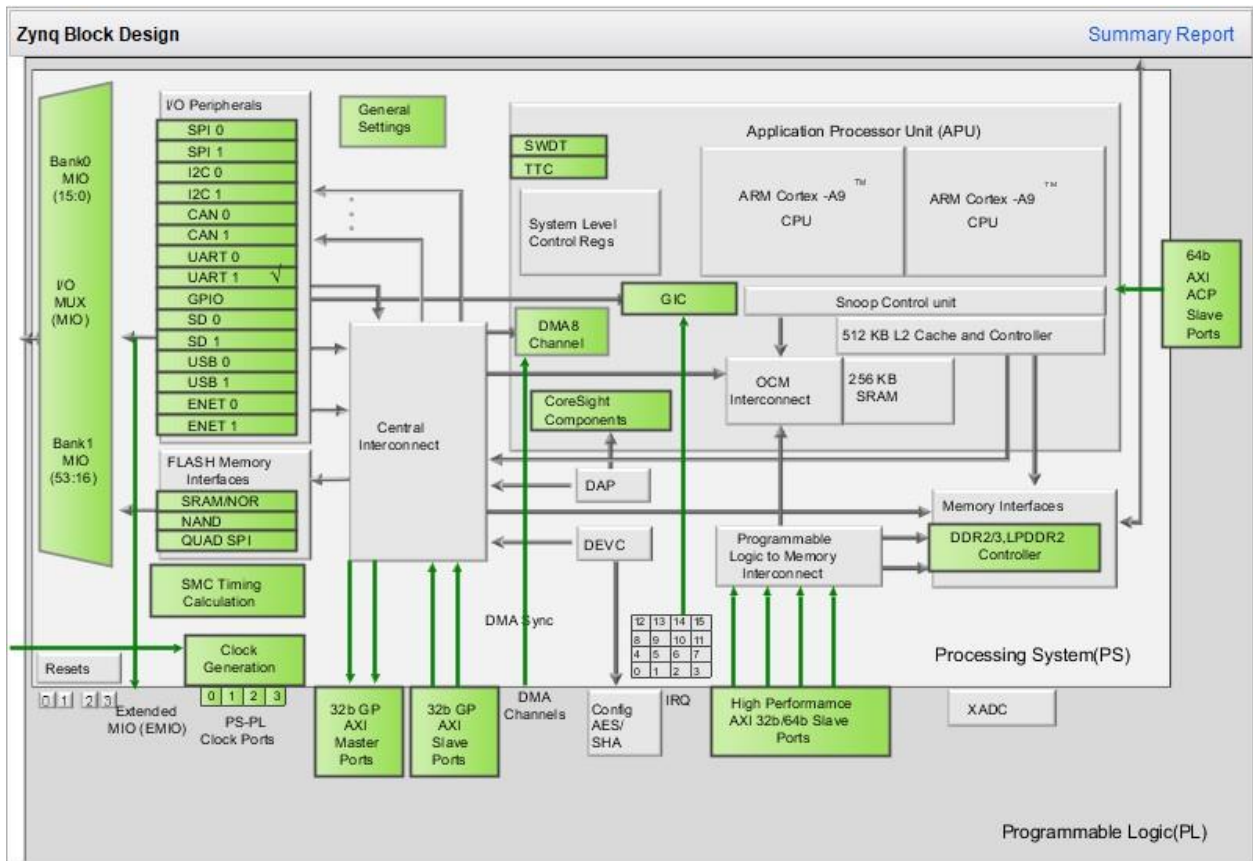 Zynq Block Design
Summary Report
Bank0
MIO
(15:0)
I/O
MUX
(MIO)
Bank1
MIO
(53:16)
I/O Peripherals
SPI 0
SPI 1
I2C 0
I2C 1
CAN 0
CAN 1
UART 0
UART 1 √
GPIO
SD 0
SD 1
USB 0
USB 1
ENET 0
ENET 1
FLASH Memory
Interfaces
SRAM/NOR
NAND
QUAD SPI
SMC Timing
Calculation
General
Settings
Application Processor Unit (APU)
SWDT
TTC
System Level
Control Regs
ARM Cortex -A9 ™
CPU
ARM Cortex -A9 ™
CPU
GIC
Snoop Control unit
DMA8
Channel
512 KB L2 Cache and Controller
OCM
Interconnect
256 KB
SRAM
CoreSight
Components
Central
Interconnect
DAP
DEVC
Programmable
Logic to Memory
Interconnect
Memory Interfaces
DDR2/3,LPDDR2
Controller
64b
AXI
ACP
Slave
Ports
DMA Sync
12 13 14 15
8 9 10 11
4 5 6 7
0 1 2 3
Processing System(PS)
Resets
0 1 2 3
Clock
Generation
0 1 2 3
Extended
MIO (EMIO)
PS-PL
Clock Ports
32b GP
AXI
Master
Ports
32b GP
AXI
Slave
Ports
DMA
Channels
Config
AES/
SHA
IRQ
High Performamce
AXI 32b/64b Slave
Ports
XADC
Programmable Logic(PL)